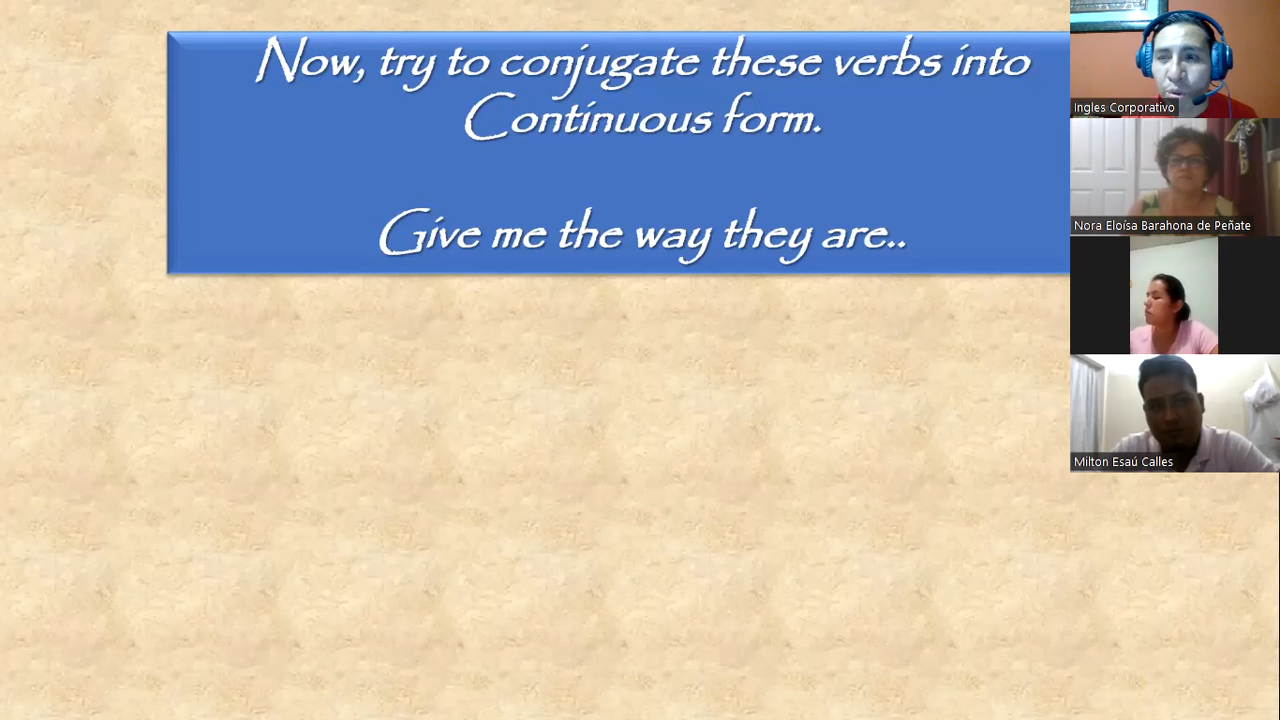 Now, try to conjugate these verbs into
Continuous form.
Give me the way they are..
Ingles Corporativo
Nora Eloísa Barahona de Peñate
Milton Esaú Calles